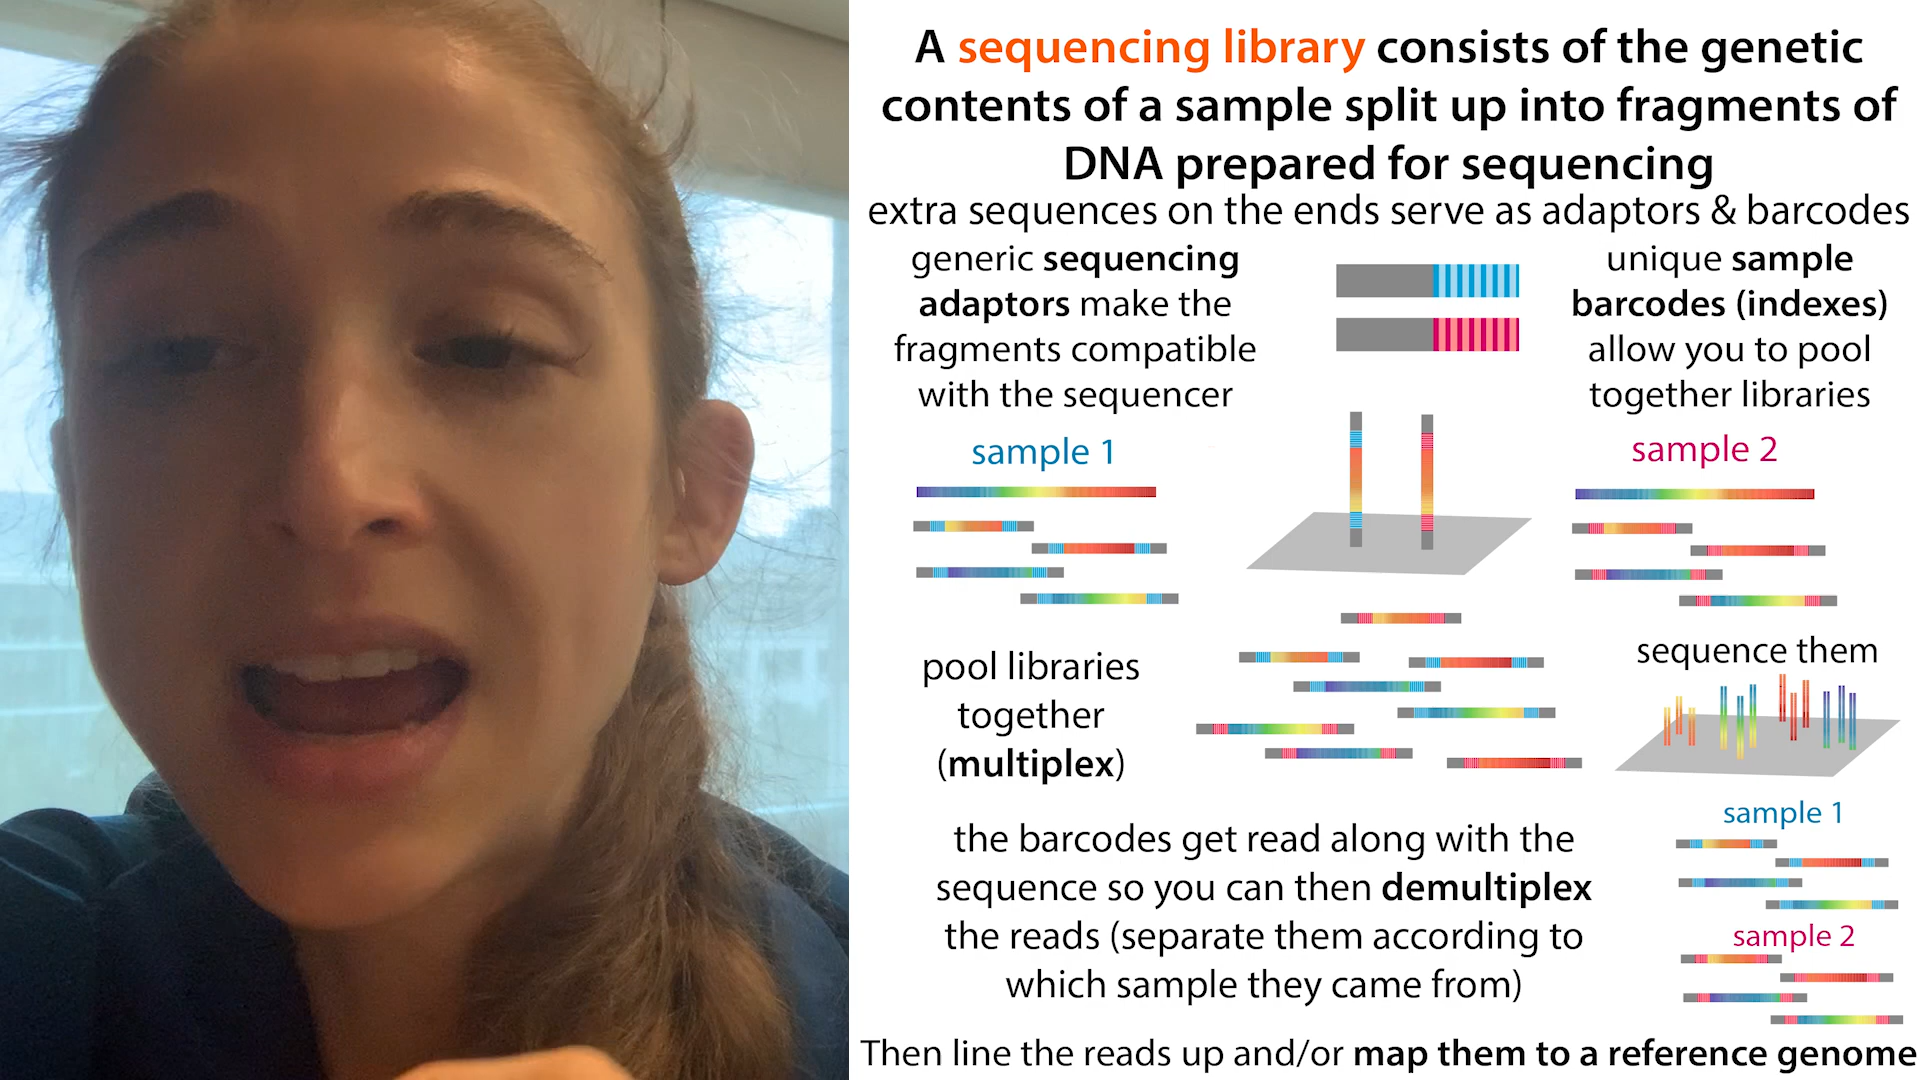 A sequencing library consists of the genetic
contents of a sample split up into fragments of
DNA prepared for sequencing
extra sequences on the ends serve as adaptors & barcodes
generic sequencing
adaptors make the
fragments compatible
with the sequencer
unique sample
barcodes (indexes)
allow you to pool
together libraries
sample 1
sample 2
pool libraries
together
(multiplex)
sequence them
the barcodes get read along with the
sequence so you can then demultiplex
the reads (separate them according to
which sample they came from)
sample 1
sample 2
Then line the reads up and/or map them to a reference genome